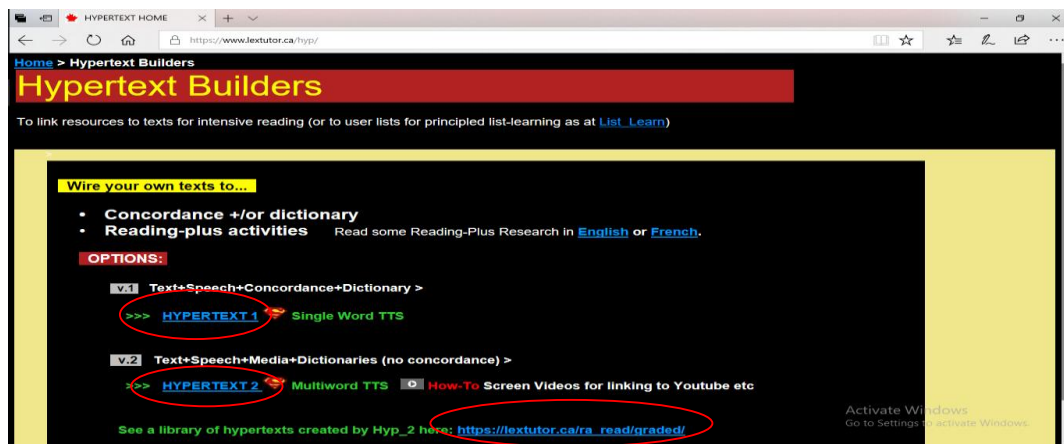 HYPERTEXT HOME
https://www.lextutor.ca/hyp/
Home > Hypertext Builders
Hypertext Builders
To link resources to texts for intensive reading (or to user lists for principled list-learning as at List_Learn)
Wire your own texts to...
• Concordance +/or dictionary
• Reading-plus activities Read some Reading-Plus Research in English or French.
OPTIONS:
v.1 Text+Speech+Concordance+Dictionary >
>>> HYPERTEXT 1 Single Word TTS
v.2 Text+Speech+Media+Dictionaries (no concordance) >
>>> HYPERTEXT 2 Multiword TTS How-To Screen Videos for linking to Youtube etc
Activate Windows
Go to Settings to activate Windows.
See a library of hypertexts created by Hyp_2 here: https://lextutor.ca/ra_read/graded/